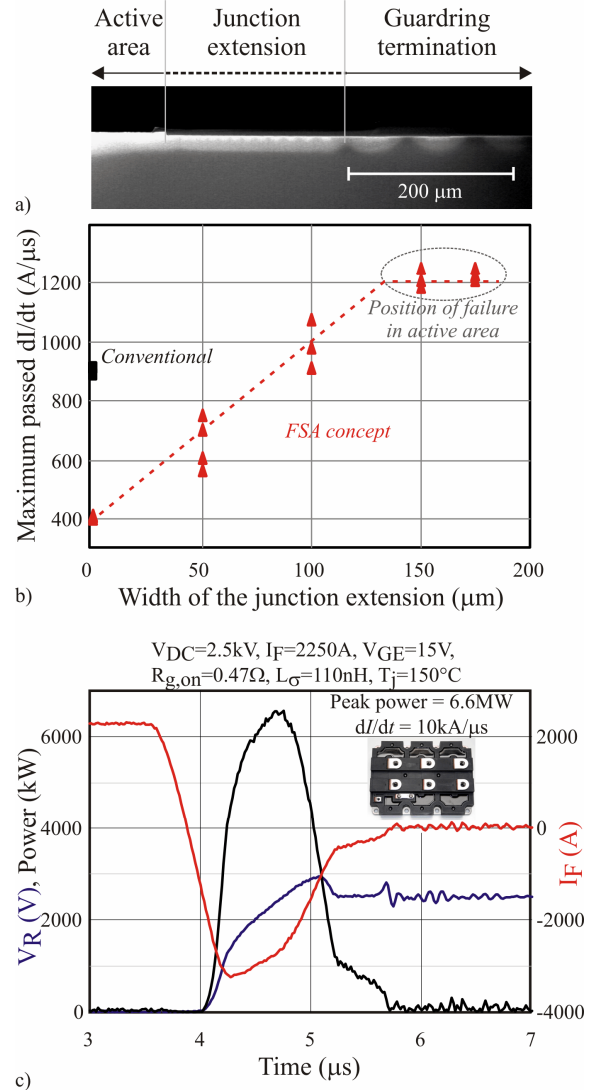 Active
area
Junction
extension
Guardring
termination
200 μm
a)
Maximum passed dI/dt (A/μs)
1200
1000
800
600
400
Conventional
Position of failure
in active area
FSA concept
0
50
100
150
200
b)
Width of the junction extension (μm)
V_DC=2.5kV, I_F=2250A, V_GE=15V,
R_g,on=0.47Ω, L_σ=110nH, T_j=150°C
Peak power = 6.6MW
dI/dt = 10kA/μs
V_R (V), Power (kW)
6000
4000
2000
0
2000
0
-2000
-4000
I_F (A)
3
4
5
6
7
Time (μs)
c)